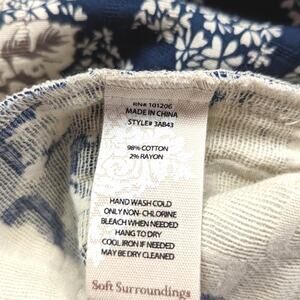 RN# 101206
MADE IN CHINA
STYLE# 3AB43
98% COTTON
2% RAYON
HAND WASH COLD
ONLY NON- CHLORINE
BLEACH WHEN NEEDED
HANG TO DRY
COOL IRON IF NEEDED
MAY BE DRY CLEANED
Soft Surroundings